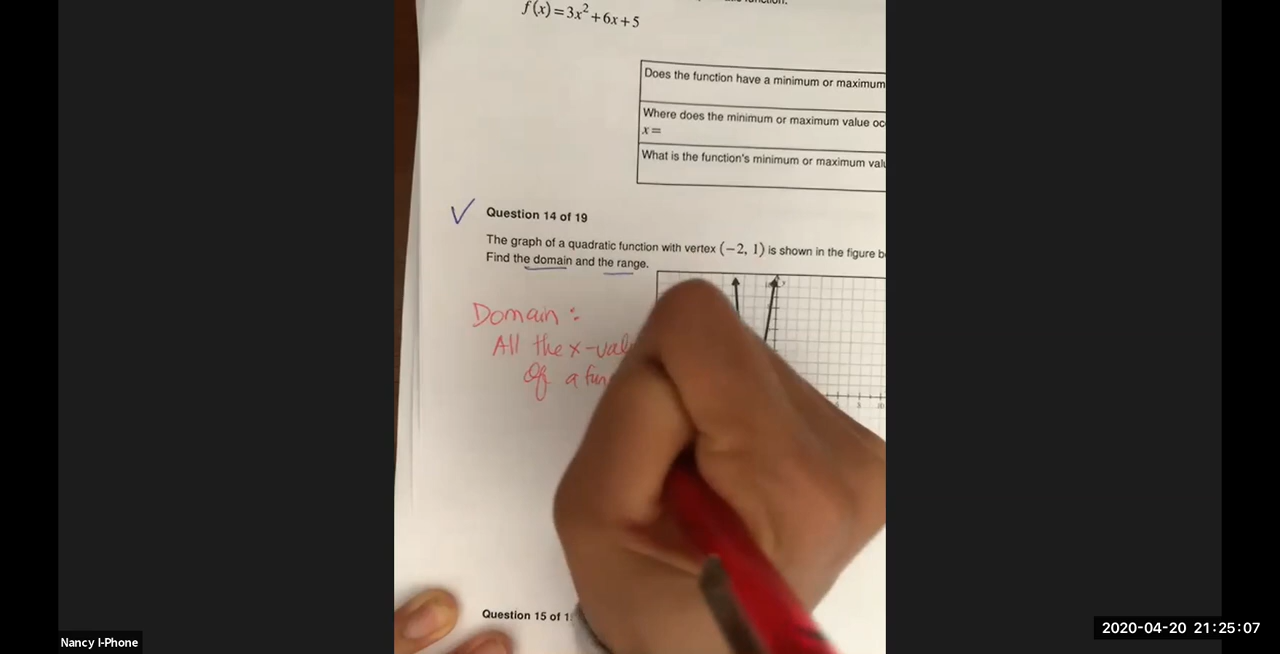 f(x)=3x²+6x+5
Does the function have a minimum or maximum
Where does the minimum or maximum value
x=
What is the function's minimum or maximum
Question 14 of 19
The graph of a quadratic function with vertex (−2, 1) is shown in the figure
Find the domain and the range.
Domain :
All the x-val
Of a fun
Question 15 of 1
Nancy I-Phone
2020-04-20 21:25:07